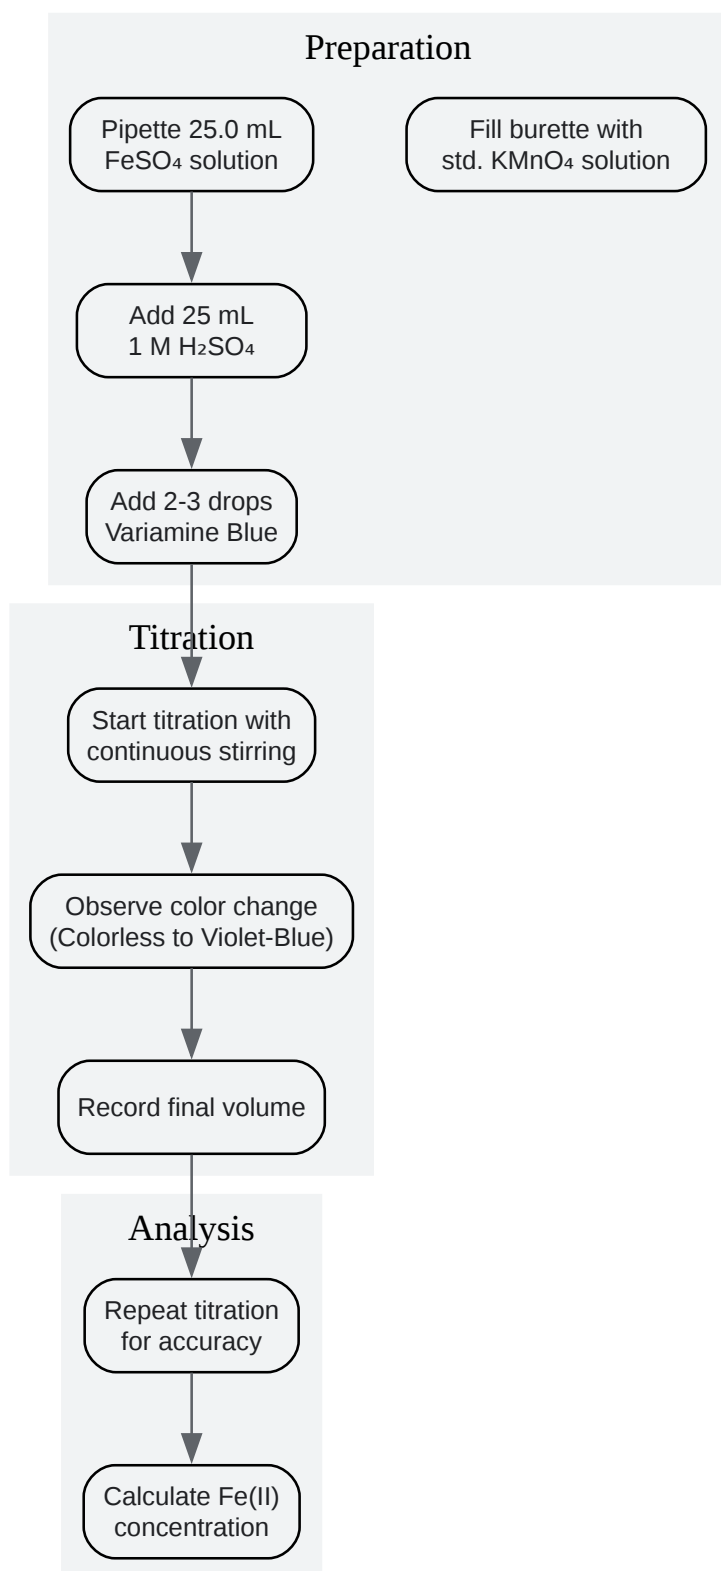 Preparation
Pipette 25.0 mL
FeSO₄ solution
Fill burette with
std. KMnO₄ solution
Add 25 mL
1 M H₂SO₄
Add 2-3 drops
Variamine Blue
Titration
Start titration with
continuous stirring
Observe color change
(Colorless to Violet-Blue)
Record final volume
Analysis
Repeat titration
for accuracy
Calculate Fe(II)
concentration